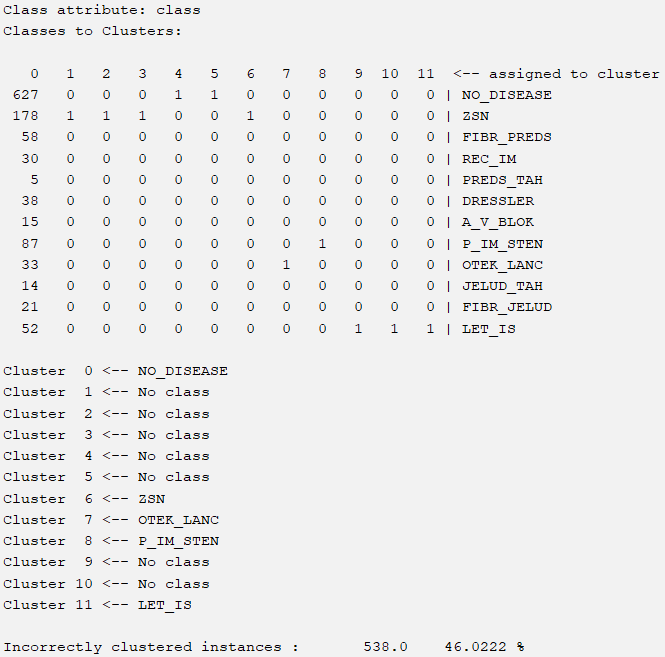 Class attribute: class
Classes to Clusters:
0 1 2 3 4 5 6 7 8 9 10 11 <-- assigned to cluster
627 0 0 0 1 1 0 0 0 0 0 0 | NO_DISEASE
178 1 1 1 0 0 1 0 0 0 0 0 | ZSN
58 0 0 0 0 0 0 0 0 0 0 0 | FIBR_PREDS
30 0 0 0 0 0 0 0 0 0 0 0 | REC_IM
5 0 0 0 0 0 0 0 0 0 0 0 | PREDS_TAH
38 0 0 0 0 0 0 0 0 0 0 0 | DRESSLER
15 0 0 0 0 0 0 0 0 0 0 0 | A_V_BLOK
87 0 0 0 0 0 0 0 1 0 0 0 | P_IM_STEN
33 0 0 0 0 0 0 1 0 0 0 0 | OTEK_LANC
14 0 0 0 0 0 0 0 0 0 0 0 | JELUD_TAH
21 0 0 0 0 0 0 0 0 0 0 0 | FIBR_JELUD
52 0 0 0 0 0 0 0 0 1 1 1 | LET_IS
Cluster 0 <-- NO_DISEASE
Cluster 1 <-- No class
Cluster 2 <-- No class
Cluster 3 <-- No class
Cluster 4 <-- No class
Cluster 5 <-- No class
Cluster 6 <-- ZSN
Cluster 7 <-- OTEK_LANC
Cluster 8 <-- P_IM_STEN
Cluster 9 <-- No class
Cluster 10 <-- No class
Cluster 11 <-- LET_IS
Incorrectly clustered instances : 538.0 46.0222 %